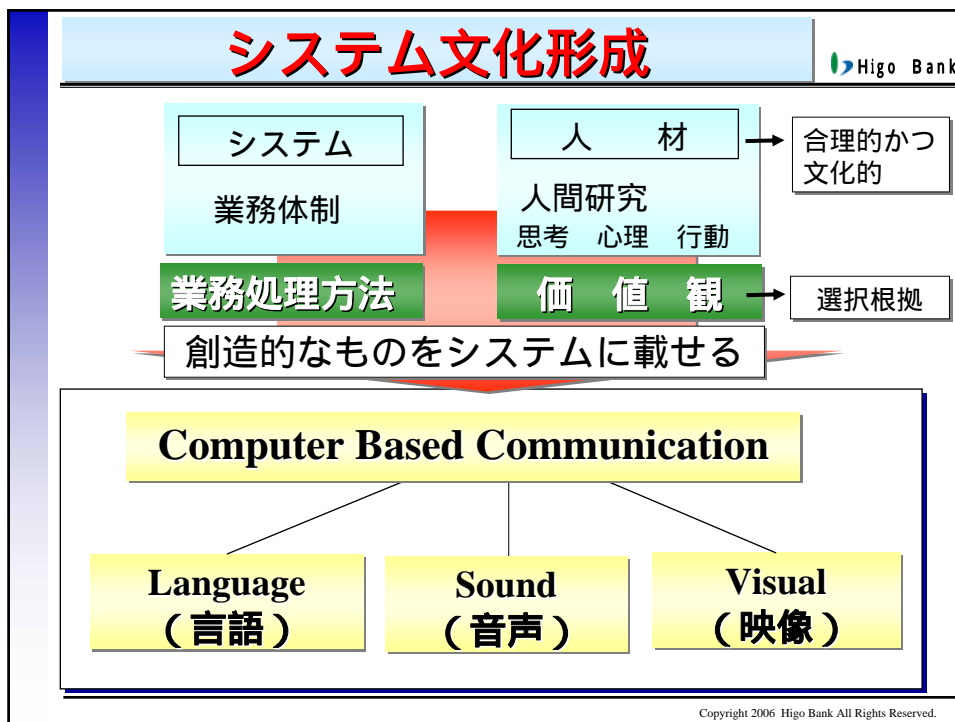 システム文化形成
Higo Bank
システム
業務体制
人　　材
人間研究
思考　心理　行動
合理的かつ
文化的
業務処理方法
価　値　観
選択根拠
創造的なものをシステムに載せる
Computer Based Communication
Language
（言語）
Sound
（音声）
Visual
（映像）
Copyright 2006 Higo Bank All Rights Reserved.